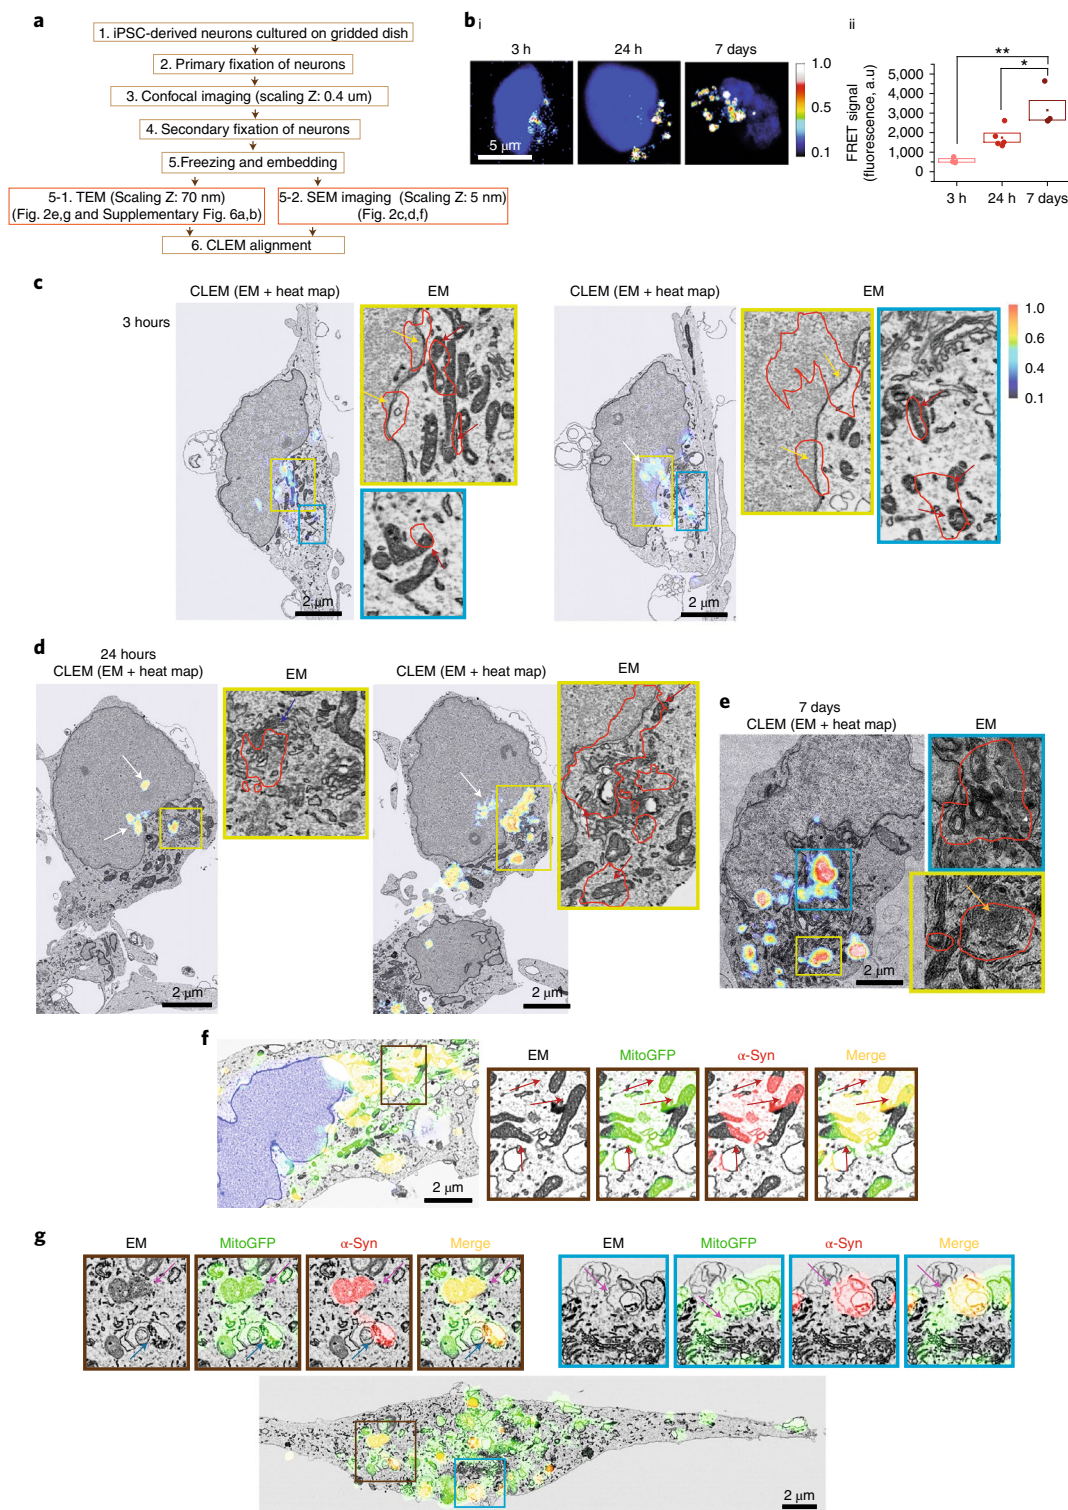 a
1. iPSC-derived neurons cultured on gridded dish
2. Primary fixation of neurons
3. Confocal imaging (scaling Z: 0.4 um)
4. Secondary fixation of neurons
5.Freezing and embedding
5-1. TEM (Scaling Z: 70 nm)
(Fig. 2e,g and Supplementary Fig. 6a,b)
5-2. SEM imaging (Scaling Z: 5 nm)
(Fig. 2c,d,f)
6. CLEM alignment
b i
3 h 24 h 7 days
5 μm
1.0
0.5
0.1
ii
FRET signal
(fluorescence, a.u)
5,000
4,000
3,000
2,000
1,000
0
**
*
3 h 24 h 7 days
c
3 hours
CLEM (EM + heat map) EM
2 μm
CLEM (EM + heat map) EM
2 μm
1.0
0.6
0.4
0.1
d
24 hours
CLEM (EM + heat map) EM
2 μm
CLEM (EM + heat map) EM
2 μm
e
7 days
CLEM (EM + heat map) EM
2 μm
f
2 μm
EM MitoGFP α-Syn Merge
g
EM MitoGFP α-Syn Merge
EM MitoGFP α-Syn Merge
2 μm